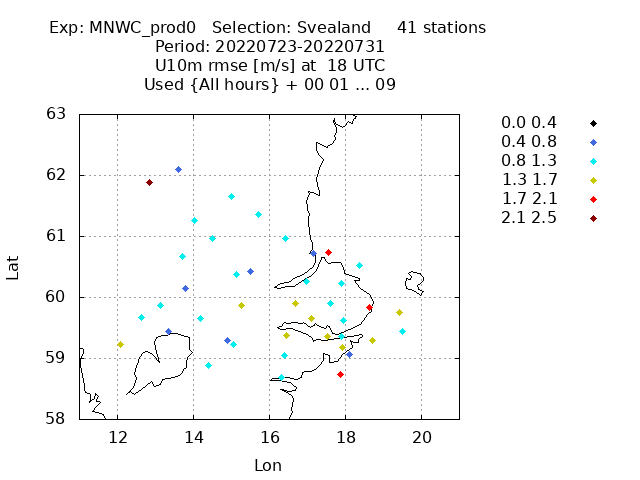 Exp: MNWC_prod0 Selection: Svealand 41 stations
Period: 20220723-20220731
U10m rmse [m/s] at 18 UTC
Used {All hours} + 00 01 ... 09
63
62
61
60
59
58
Lat
12 14 16 18 20
Lon
0.0 0.4
0.4 0.8
0.8 1.3
1.3 1.7
1.7 2.1
2.1 2.5